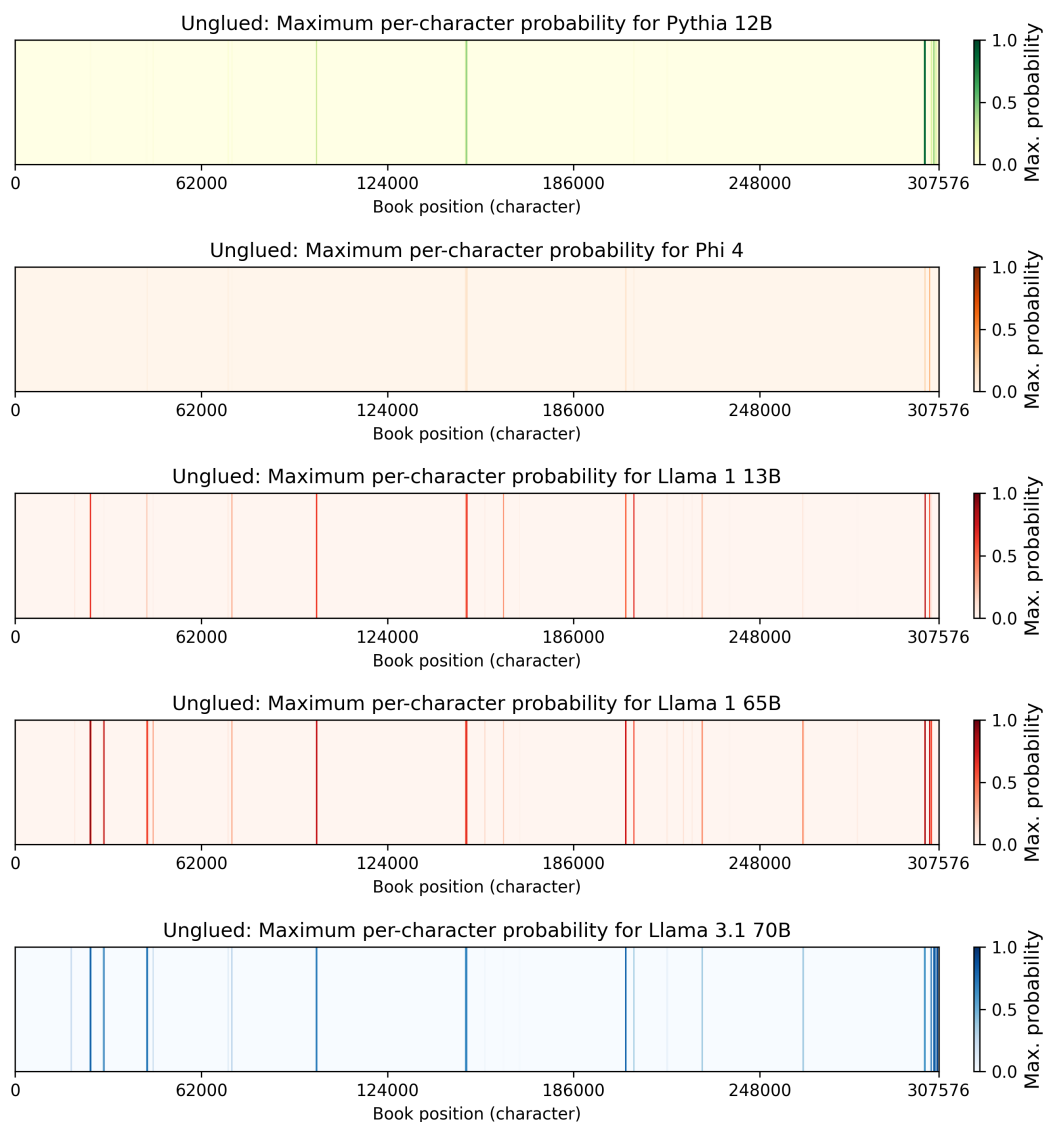 Unglued: Maximum per-character probability for Pythia 12B
1.0
0.5
0.0
Max. probability
0 62000 124000 186000 248000 307576
Book position (character)
Unglued: Maximum per-character probability for Phi 4
1.0
0.5
0.0
Max. probability
0 62000 124000 186000 248000 307576
Book position (character)
Unglued: Maximum per-character probability for Llama 1 13B
1.0
0.5
0.0
Max. probability
0 62000 124000 186000 248000 307576
Book position (character)
Unglued: Maximum per-character probability for Llama 1 65B
1.0
0.5
0.0
Max. probability
0 62000 124000 186000 248000 307576
Book position (character)
Unglued: Maximum per-character probability for Llama 3.1 70B
1.0
0.5
0.0
Max. probability
0 62000 124000 186000 248000 307576
Book position (character)